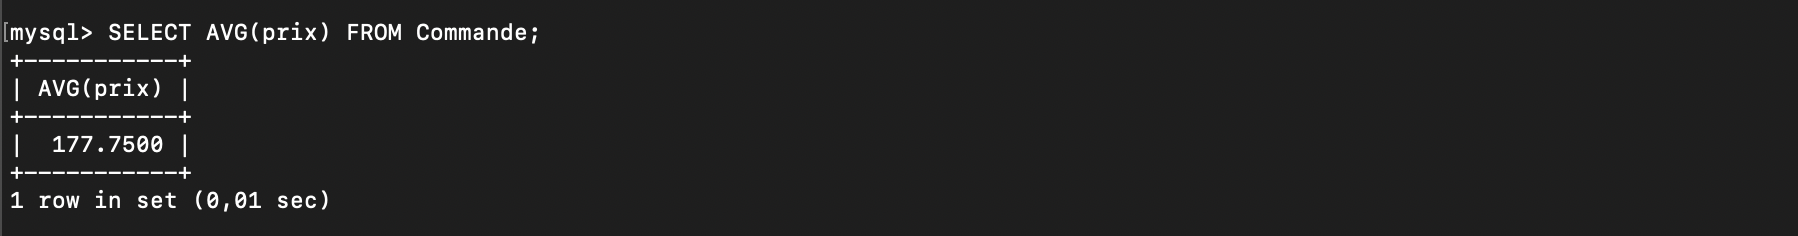 [mysql> SELECT AVG(prix) FROM Commande;
+-----------+
| AVG(prix) |
+-----------+
|  177.7500 |
+-----------+
1 row in set (0,01 sec)